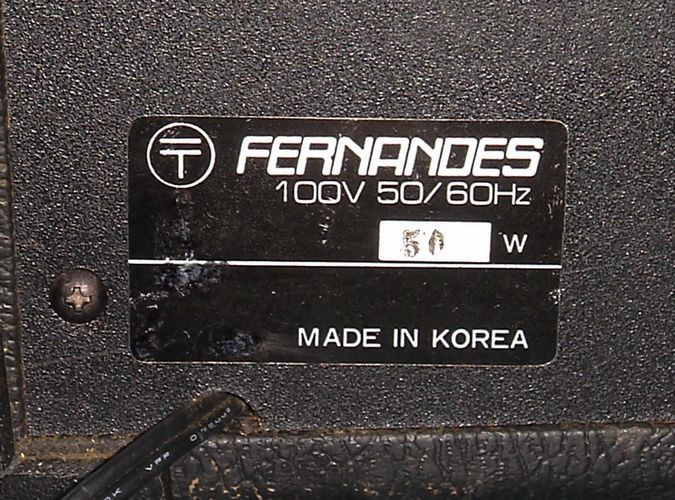 FERNANDES
100V 50/60Hz
50 W
MADE IN KOREA